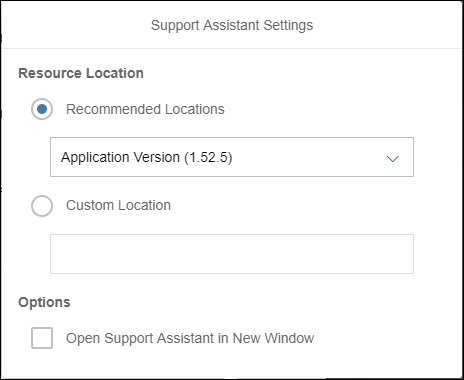 Support Assistant Settings
Resource Location
Recommended Locations
Application Version (1.52.5)
Custom Location
Options
Open Support Assistant in New Window